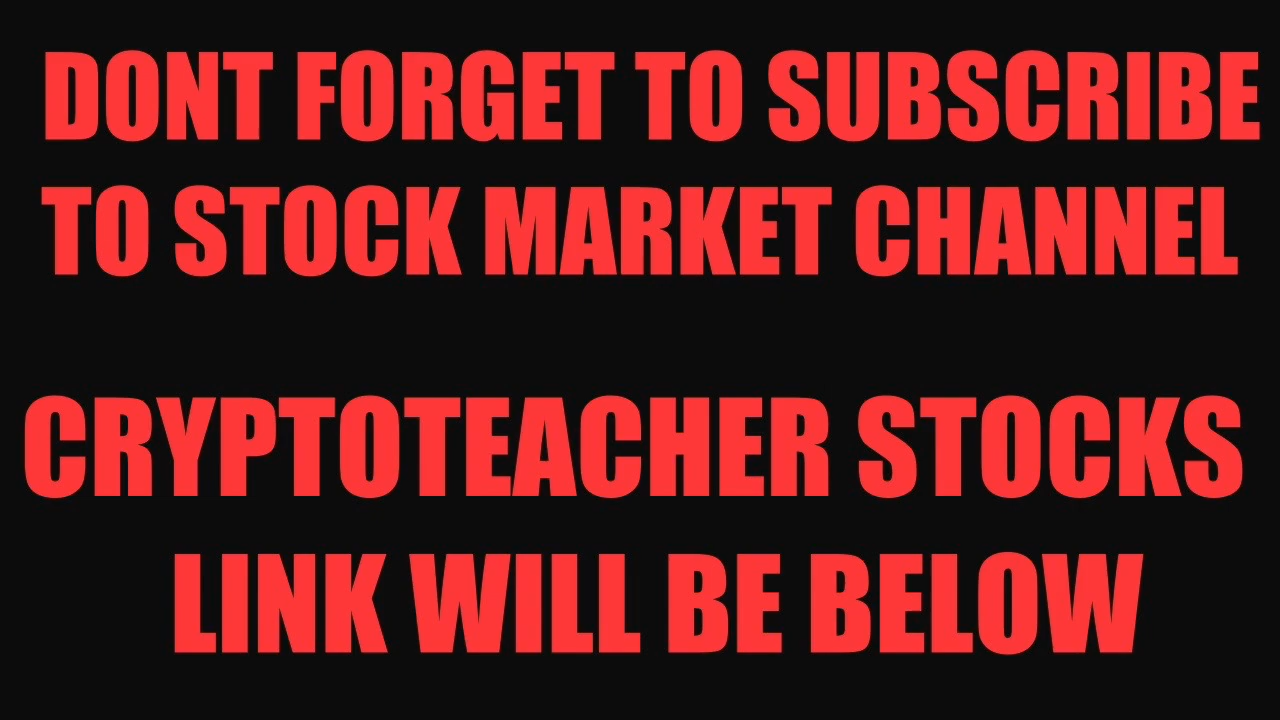 DONT FORGET TO SUBSCRIBE
TO STOCK MARKET CHANNEL
CRYPTOTEACHER STOCKS
LINK WILL BE BELOW